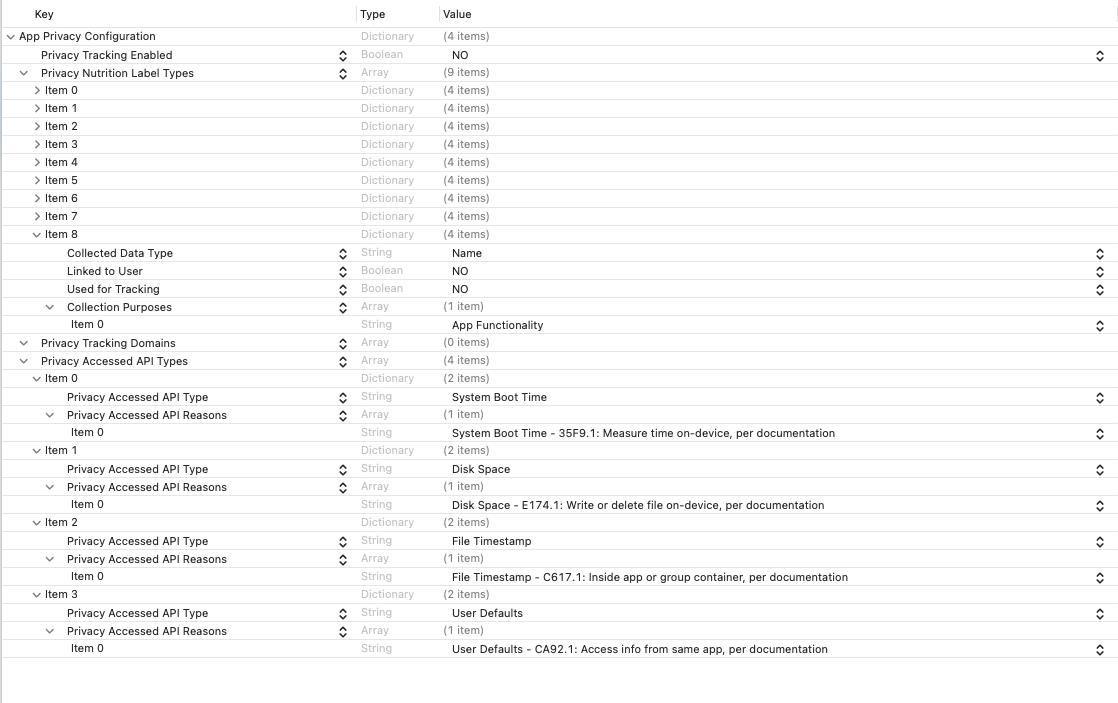 Key Type Value
App Privacy Configuration Dictionary (4 items)
Privacy Tracking Enabled Boolean NO
Privacy Nutrition Label Types Array (9 items)
Item 0 Dictionary (4 items)
Item 1 Dictionary (4 items)
Item 2 Dictionary (4 items)
Item 3 Dictionary (4 items)
Item 4 Dictionary (4 items)
Item 5 Dictionary (4 items)
Item 6 Dictionary (4 items)
Item 7 Dictionary (4 items)
Item 8 Dictionary (4 items)
Collected Data Type String Name
Linked to User Boolean NO
Used for Tracking Boolean NO
Collection Purposes Array (1 item)
Item 0 String App Functionality
Privacy Tracking Domains Array (0 items)
Privacy Accessed API Types Array (4 items)
Item 0 Dictionary (2 items)
Privacy Accessed API Type String System Boot Time
Privacy Accessed API Reasons Array (1 item)
Item 0 String System Boot Time - 35F9.1: Measure time on-device, per documentation
Item 1 Dictionary (2 items)
Privacy Accessed API Type String Disk Space
Privacy Accessed API Reasons Array (1 item)
Item 0 String Disk Space - E174.1: Write or delete file on-device, per documentation
Item 2 Dictionary (2 items)
Privacy Accessed API Type String File Timestamp
Privacy Accessed API Reasons Array (1 item)
Item 0 String File Timestamp - C617.1: Inside app or group container, per documentation
Item 3 Dictionary (2 items)
Privacy Accessed API Type String User Defaults
Privacy Accessed API Reasons Array (1 item)
Item 0 String User Defaults - CA92.1: Access info from same app, per documentation